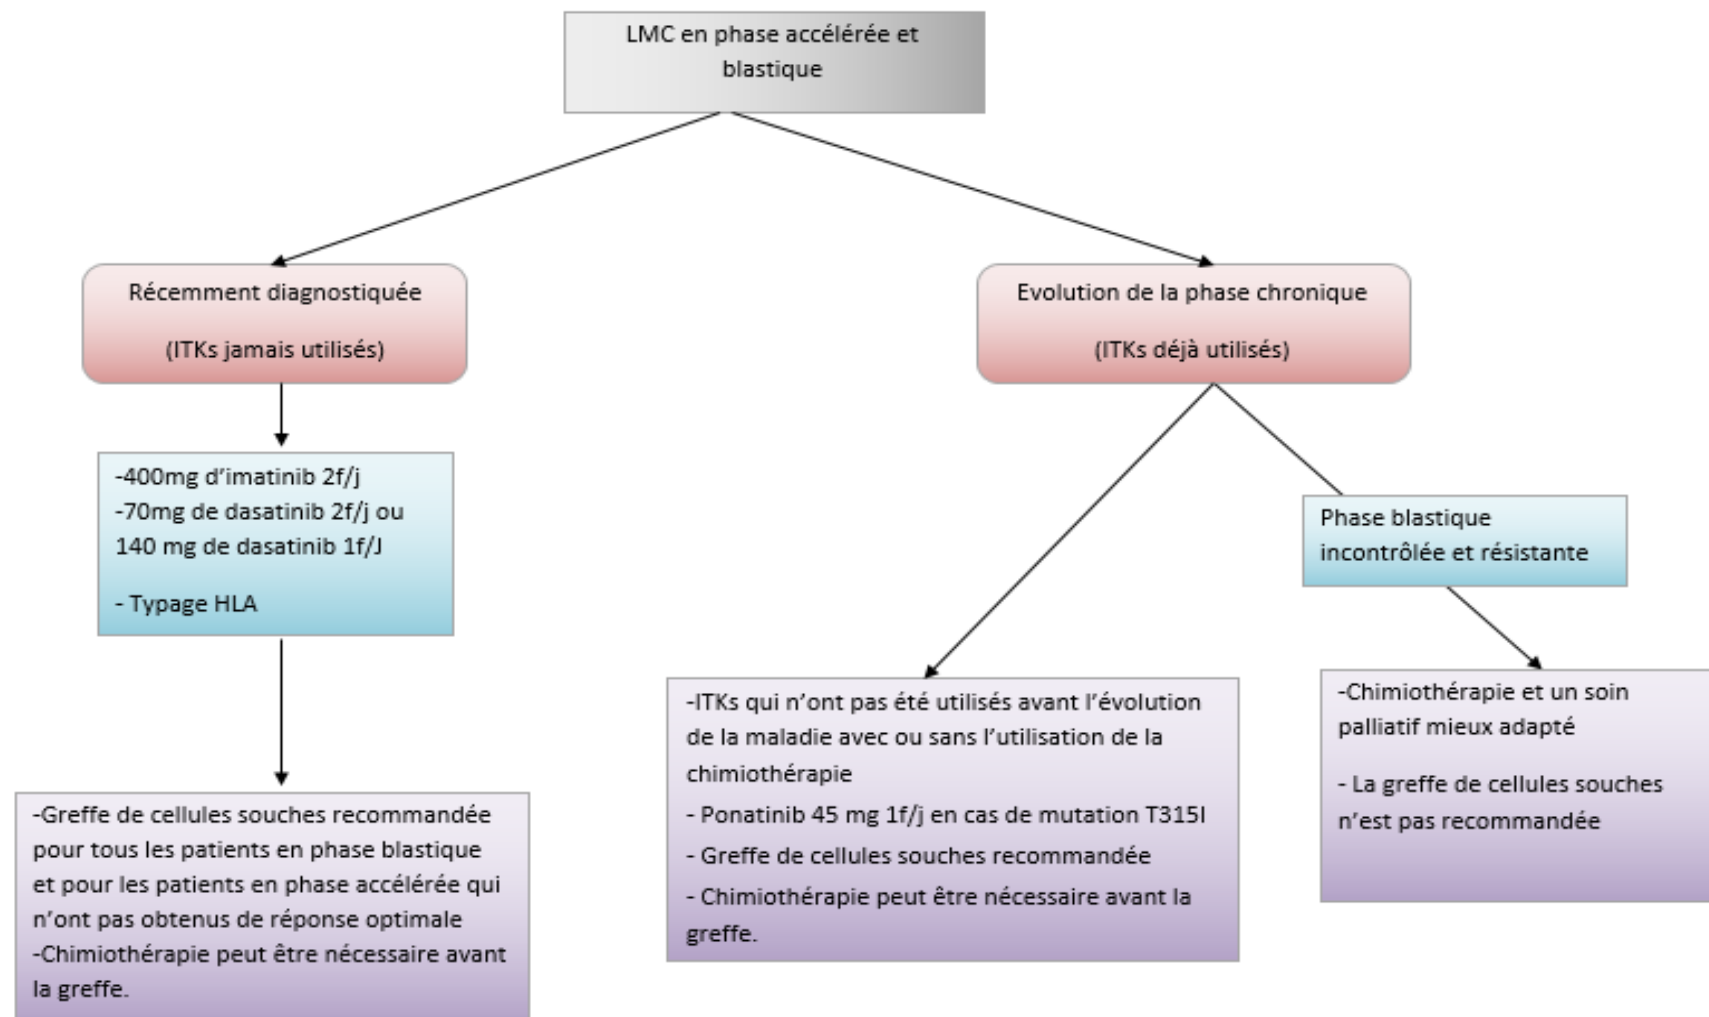 LMC en phase accélérée et
blastique
Récemment diagnostiquée
(ITKs jamais utilisés)
Evolution de la phase chronique
(ITKs déjà utilisés)
-400mg d’imatinib 2f/j
-70mg de dasatinib 2f/j ou
140 mg de dasatinib 1f/J
- Typage HLA
Phase blastique
incontrôlée et résistante
-Greffe de cellules souches recommandée
pour tous les patients en phase blastique
et pour les patients en phase accélérée qui
n’ont pas obtenus de réponse optimale
-Chimiothérapie peut être nécessaire avant
la greffe.
-ITKs qui n’ont pas été utilisés avant l’évolution
de la maladie avec ou sans l’utilisation de la
chimiothérapie
- Ponatinib 45 mg 1f/j en cas de mutation T315I
- Greffe de cellules souches recommandée
- Chimiothérapie peut être nécessaire avant la
greffe.
-Chimiothérapie et un soin
palliatif mieux adapté
- La greffe de cellules souches
n’est pas recommandée